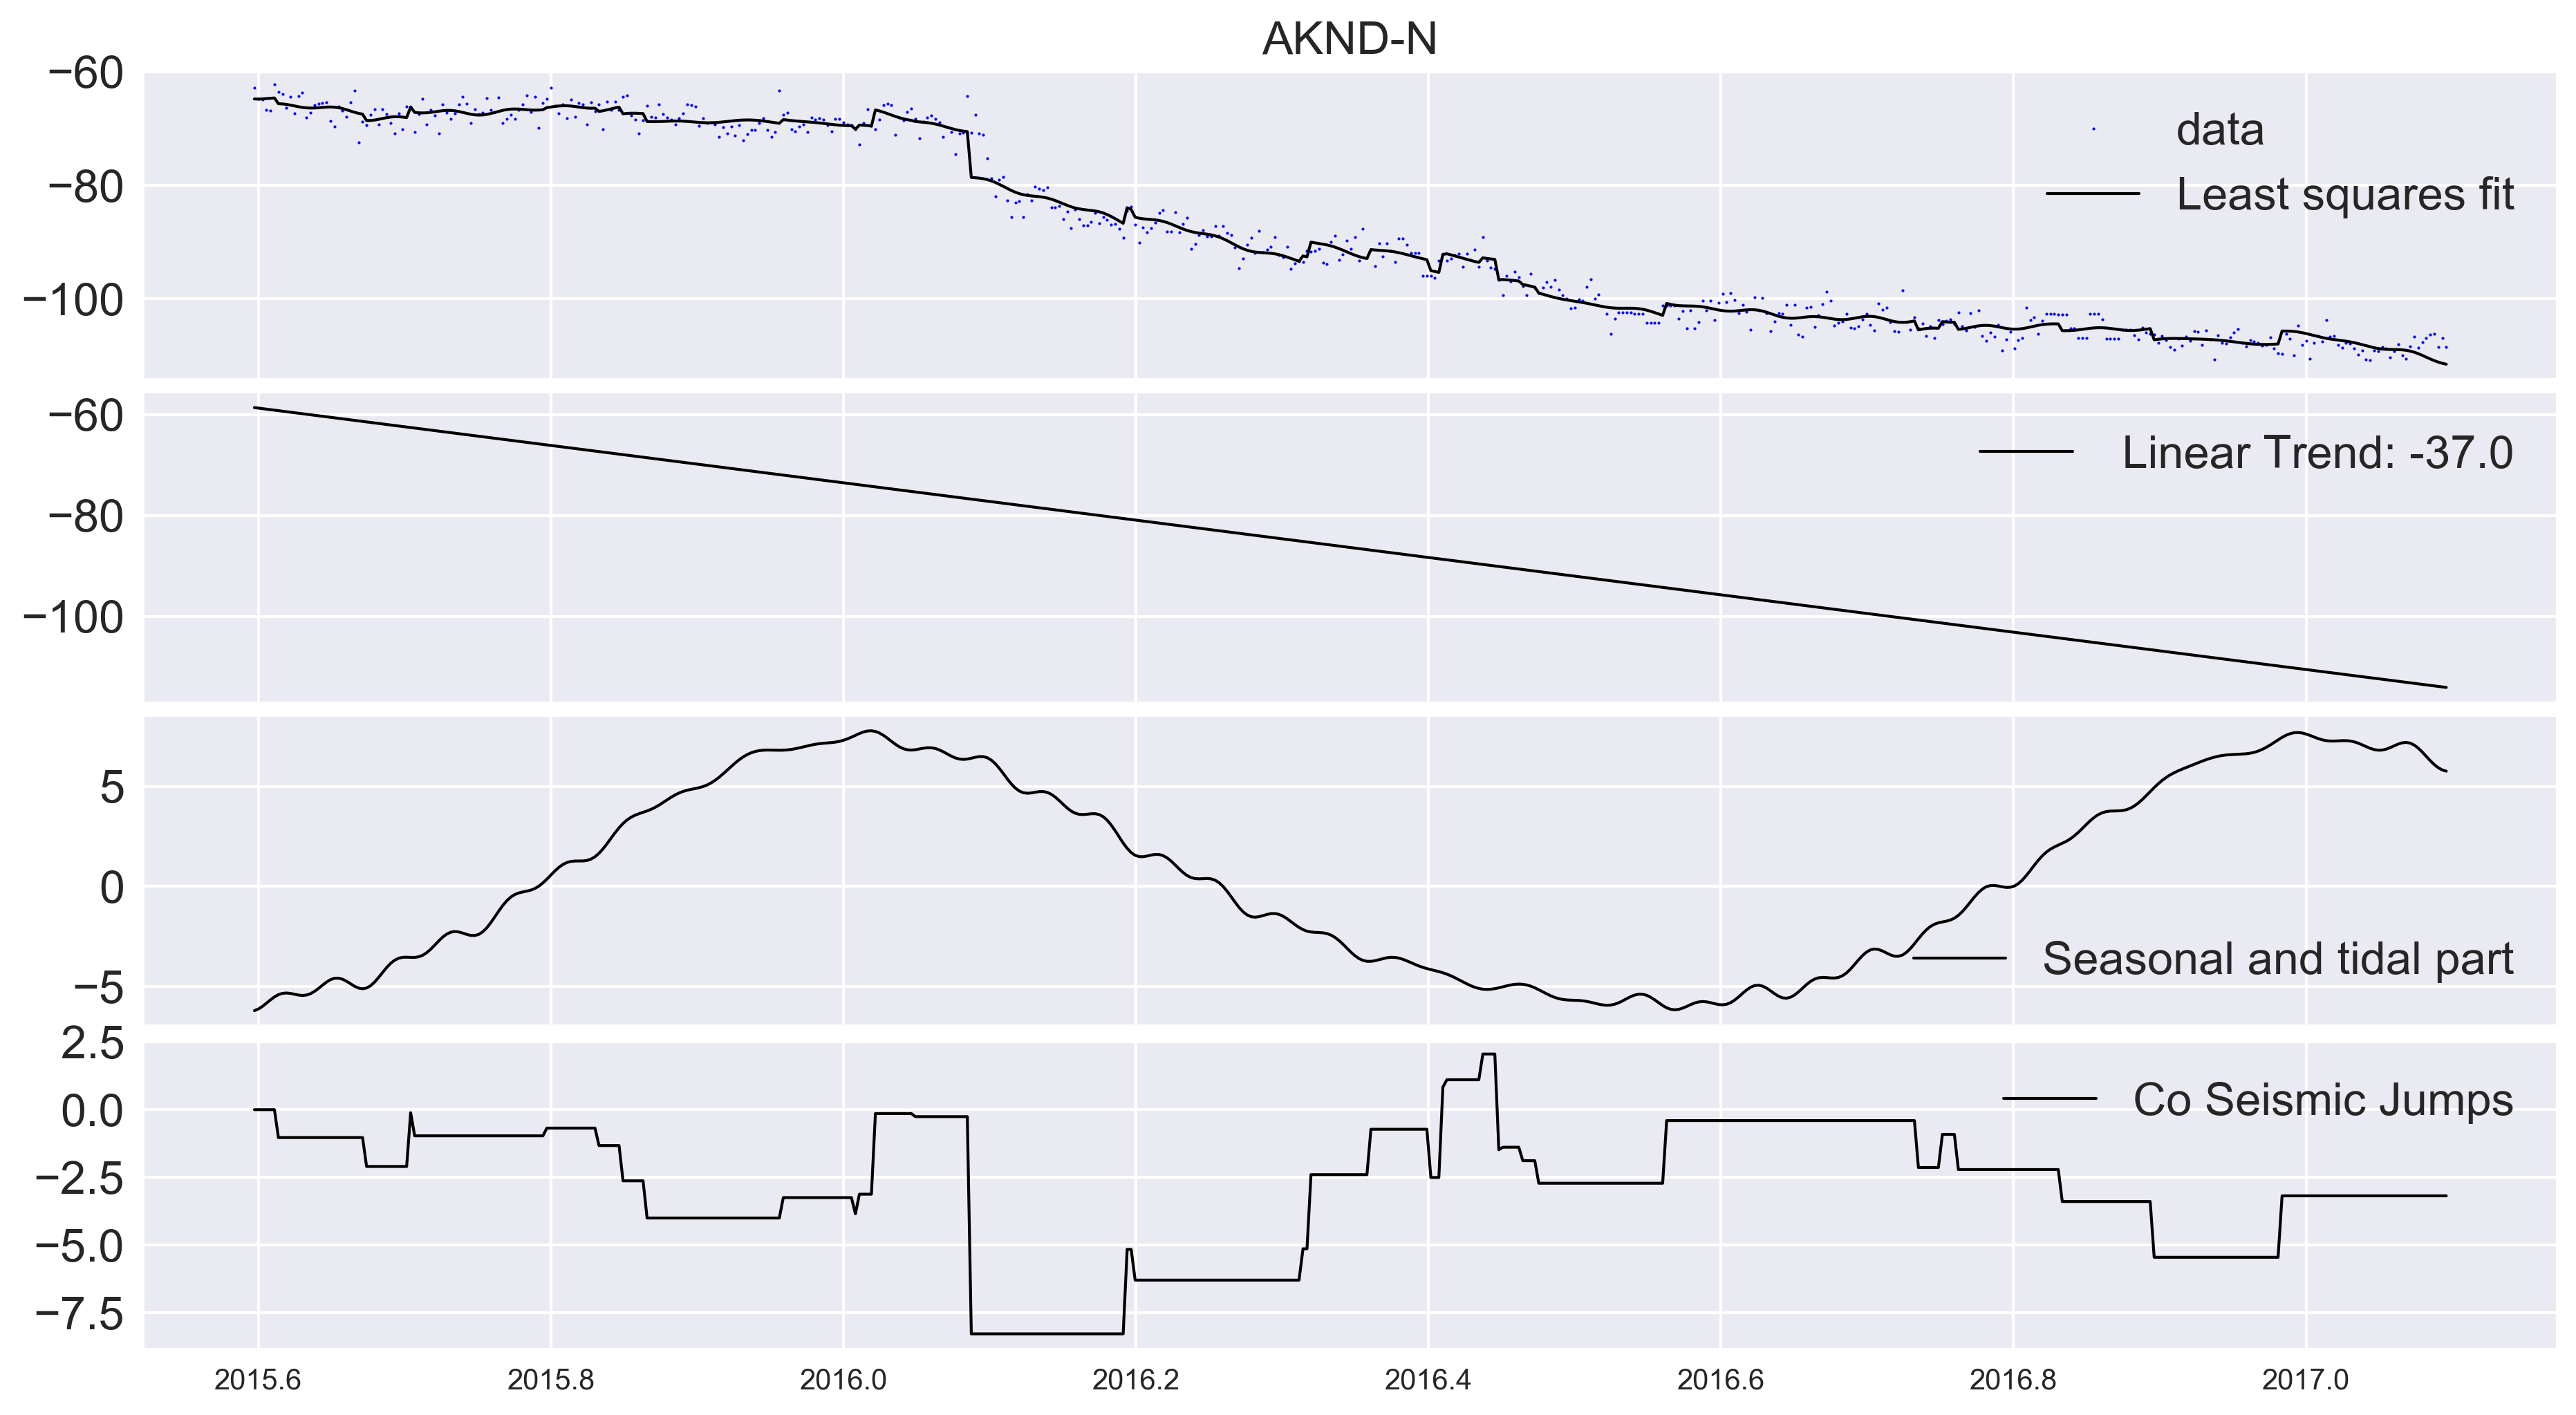 AKND-N
−60
−80
−100
data
Least squares fit
−60
−80
−100
Linear Trend: -37.0
5
0
−5
Seasonal and tidal part
2.5
0.0
−2.5
−5.0
−7.5
Co Seismic Jumps
2015.6 2015.8 2016.0 2016.2 2016.4 2016.6 2016.8 2017.0